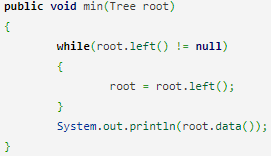 public void min(Tree root)
{
while(root.left() != null)
{
root = root.left();
}
System.out.println(root.data());
}